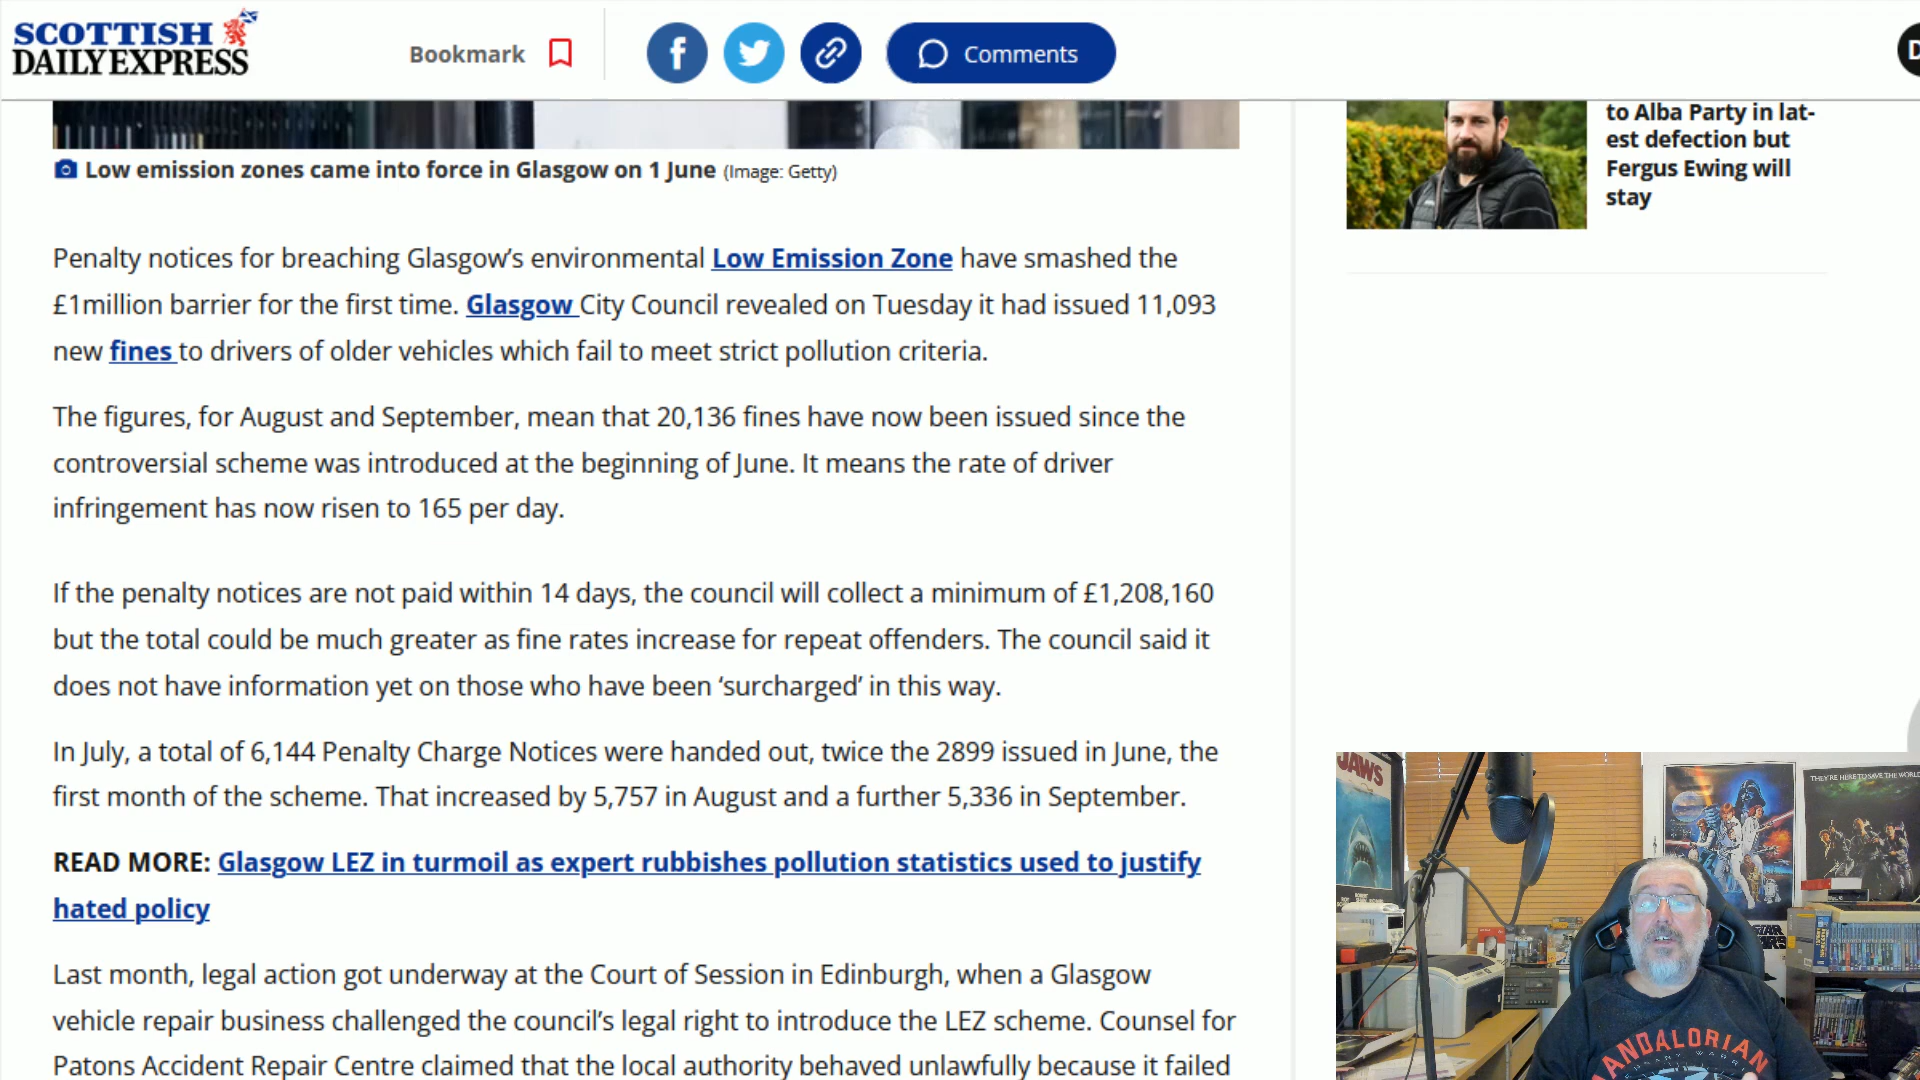 SCOTTISH
DAILY EXPRESS
Bookmark
f
Comments
D
to Alba Party in lat-
est defection but
Fergus Ewing will
stay
Low emission zones came into force in Glasgow on 1 June (Image: Getty)
Penalty notices for breaching Glasgow's environmental Low Emission Zone have smashed the
£1million barrier for the first time. Glasgow City Council revealed on Tuesday it had issued 11,093
new fines to drivers of older vehicles which fail to meet strict pollution criteria.
The figures, for August and September, mean that 20,136 fines have now been issued since the
controversial scheme was introduced at the beginning of June. It means the rate of driver
infringement has now risen to 165 per day.
If the penalty notices are not paid within 14 days, the council will collect a minimum of £1,208,160
but the total could be much greater as fine rates increase for repeat offenders. The council said it
does not have information yet on those who have been ‘surcharged’ in this way.
In July, a total of 6,144 Penalty Charge Notices were handed out, twice the 2899 issued in June, the
first month of the scheme. That increased by 5,757 in August and a further 5,336 in September.
READ MORE: Glasgow LEZ in turmoil as expert rubbishes pollution statistics used to justify
hated policy
Last month, legal action got underway at the Court of Session in Edinburgh, when a Glasgow
vehicle repair business challenged the council's legal right to introduce the LEZ scheme. Counsel for
Patons Accident Repair Centre claimed that the local authority behaved unlawfully because it failed
JAWS
THEY'RE HERE TO SAVE THE WORLD
STAR
WARS
MANDALORIAN